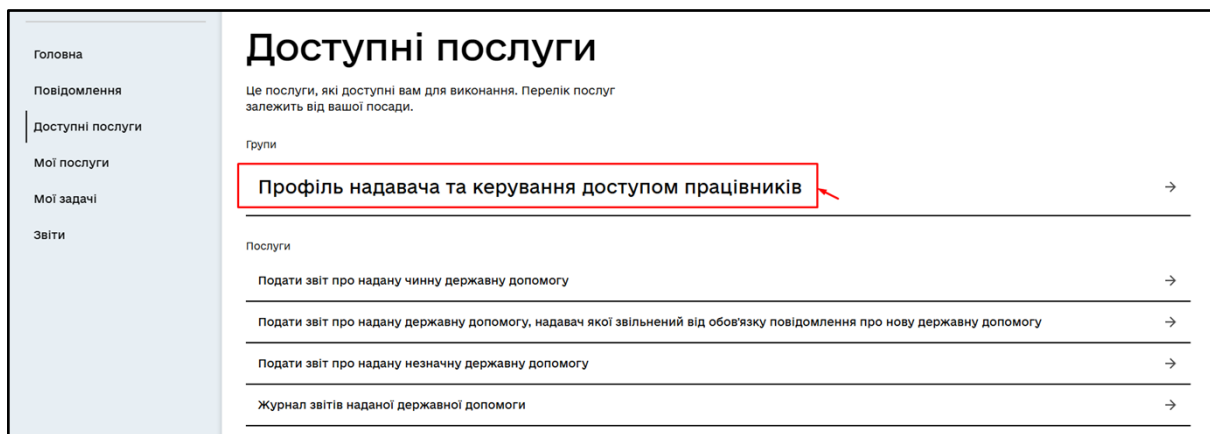 Головна
Повідомлення
Доступні послуги
Мої послуги
Мої задачі
Звіти
Доступні послуги
Це послуги, які доступні вам для виконання. Перелік послуг
залежить від вашої посади.
Групи
Профіль надавача та керування доступом працівників
Послуги
Подати звіт про надану чинну державну допомогу
Подати звіт про надану державну допомогу, надавач якої звільнений від обов'язку повідомлення про нову державну допомогу
Подати звіт про надану незначну державну допомогу
Журнал звітів наданої державної допомоги